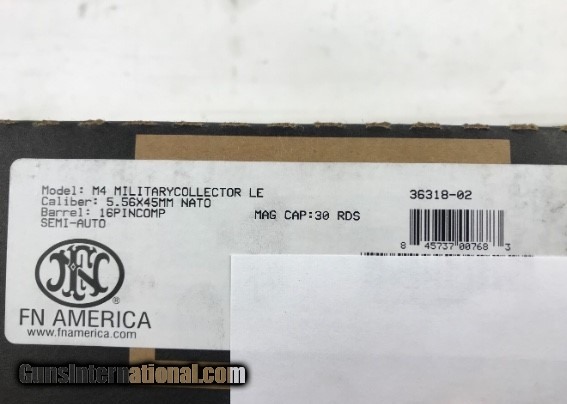 Model: M4 MILITARYCOLLECTOR LE
Caliber: 5.56X45MM NATO
Barrel: 16PINCOMP
SEMI-AUTO
MAG CAP:30 RDS
36318-02
8 45737 00768 3
FN
®
FN AMERICA
www.fnamerica.com
GunsInternational.com